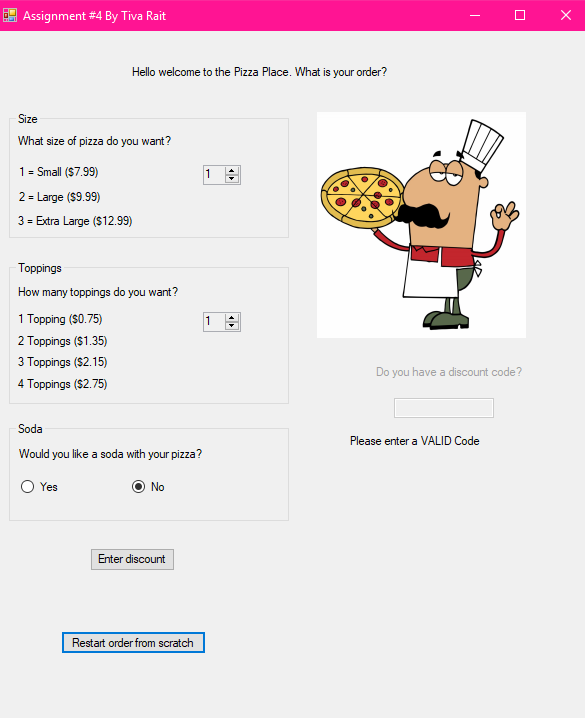 Assignment #4 By Tiva Rait
Hello welcome to the Pizza Place. What is your order?
Size
What size of pizza do you want?
1 = Small ($7.99)
1
2 = Large ($9.99)
3 = Extra Large ($12.99)
Toppings
How many toppings do you want?
1 Topping ($0.75)
1
2 Toppings ($1.35)
3 Toppings ($2.15)
4 Toppings ($2.75)
Soda
Would you like a soda with your pizza?
Yes
No
Enter discount
Restart order from scratch
Do you have a discount code?
Please enter a VALID Code